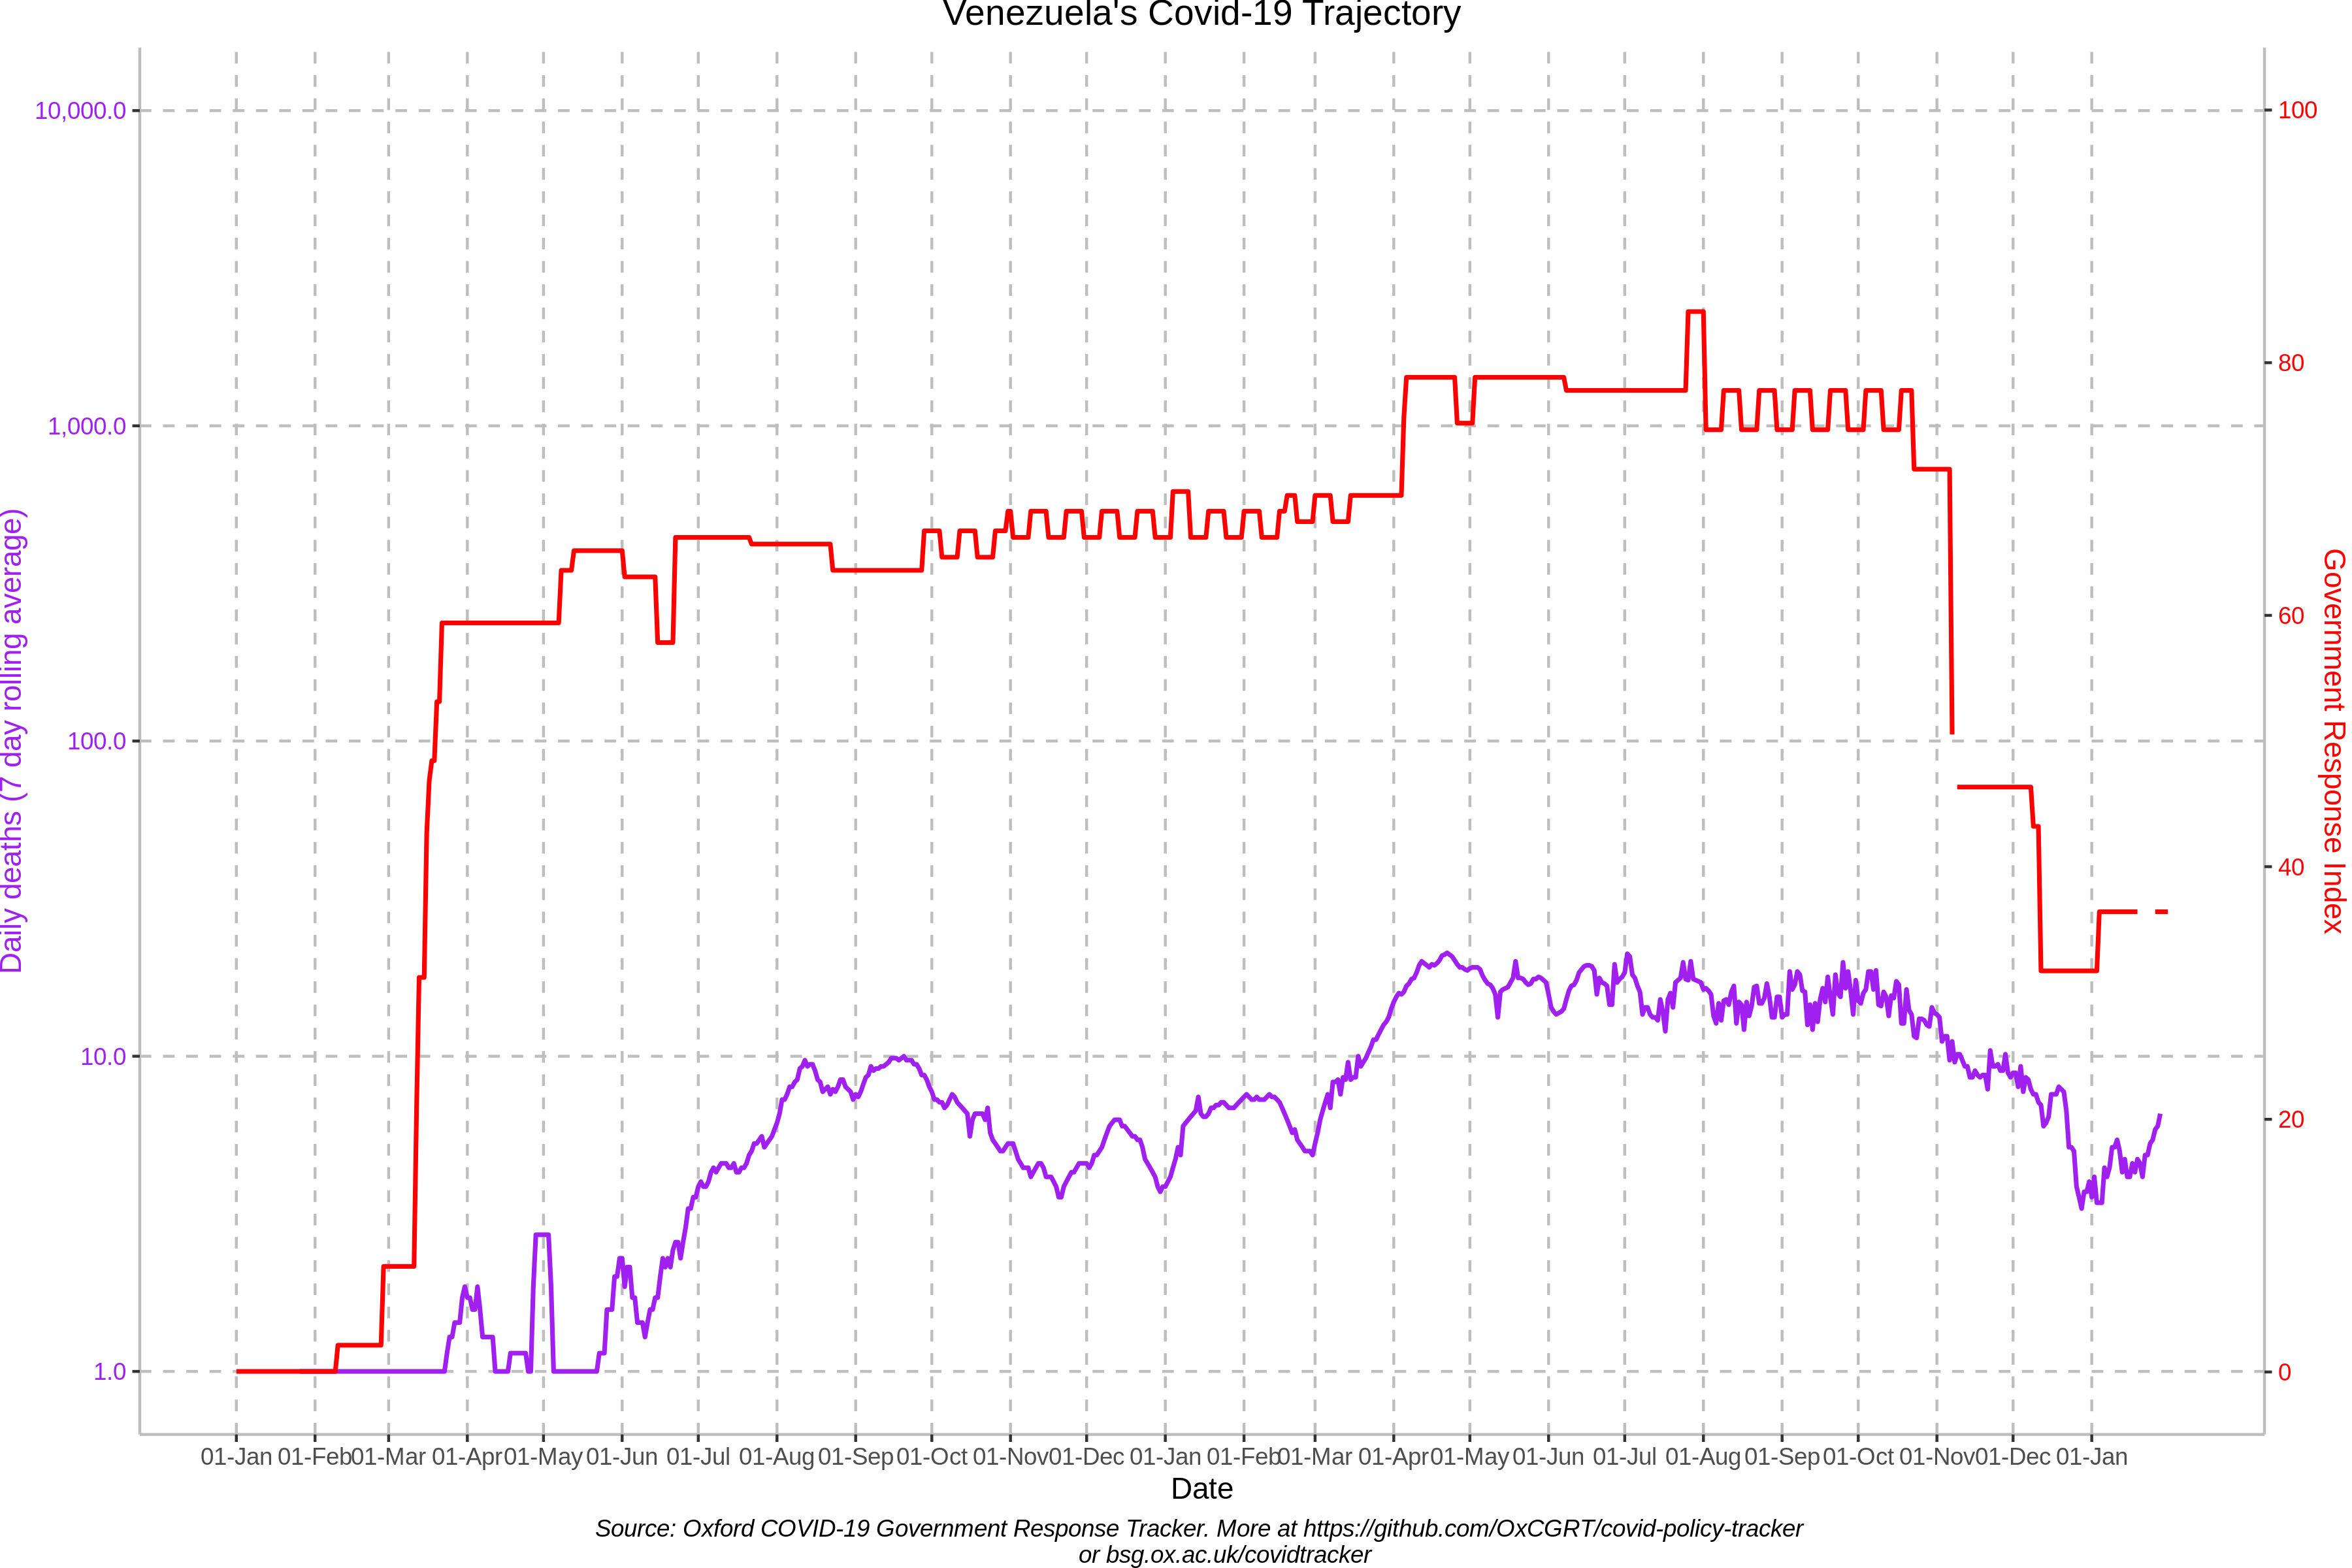 Venezuela's Covid-19 Trajectory
10,000.0
1,000.0
100.0
10.0
1.0
Daily deaths (7 day rolling average)
100
80
60
40
20
0
Government Response Index
01-Jan 01-Feb 01-Mar 01-Apr 01-May 01-Jun 01-Jul 01-Aug 01-Sep 01-Oct 01-Nov 01-Dec 01-Jan 01-Feb 01-Mar 01-Apr 01-May 01-Jun 01-Jul 01-Aug 01-Sep 01-Oct 01-Nov 01-Dec 01-Jan
Date
Source: Oxford COVID-19 Government Response Tracker. More at https://github.com/OxCGRT/covid-policy-tracker
or bsg.ox.ac.uk/covidtracker